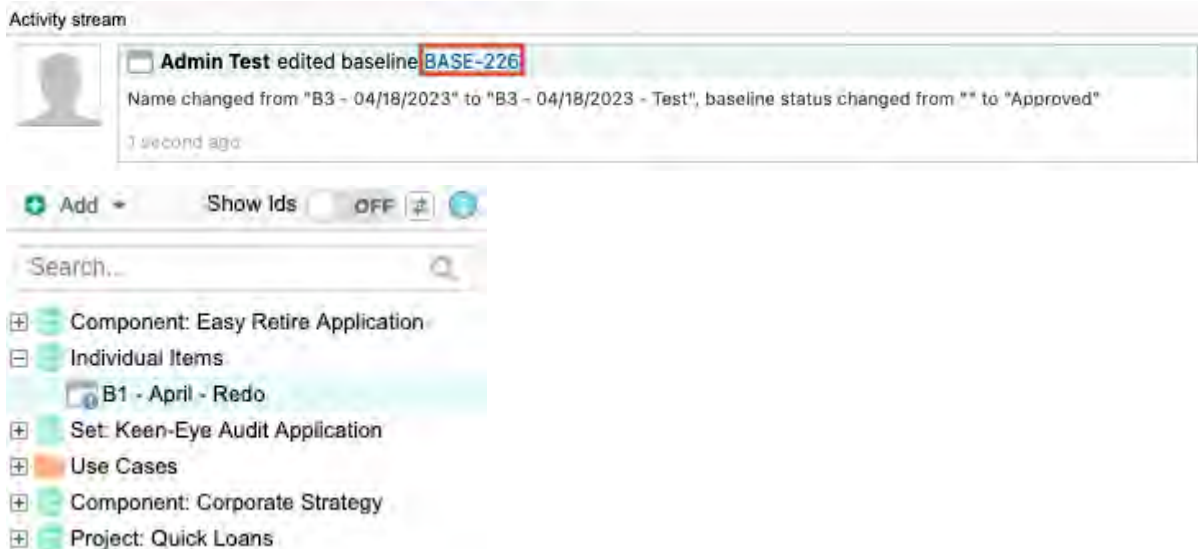 Activity stream
Admin Test edited baseline BASE-226
Name changed from "B3 - 04/18/2023" to "B3 - 04/18/2023 - Test", baseline status changed from "" to "Approved"
1 second ago
Add Show Ids OFF
Search...
Component: Easy Retire Application
Individual Items
B1 - April - Redo
Set: Keen-Eye Audit Application
Use Cases
Component: Corporate Strategy
Project: Quick Loans